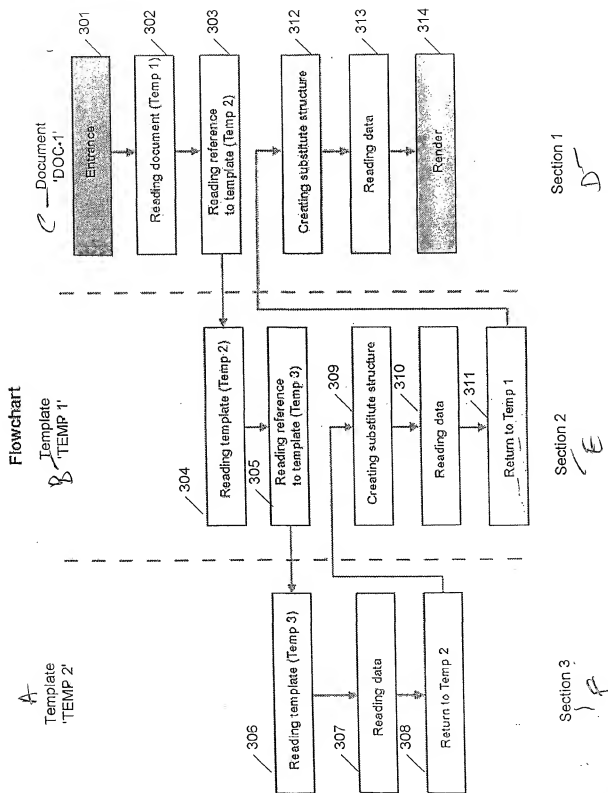 Flowchart
A
Template
'TEMP 2'
B
Template
'TEMP 1'
C
Document
'DOC-1'
301
Entrance
302
Reading document (Temp 1)
303
Reading reference
to template (Temp 2)
304
Reading template (Temp 2)
305
Reading reference
to template (Temp 3)
306
Reading template (Temp 3)
307
Reading data
308
Return to Temp 2
309
Creating substitute structure
310
Reading data
311
Return to Temp 1
312
Creating substitute structure
313
Reading data
314
Render
Section 3
F
Section 2
E
Section 1
D